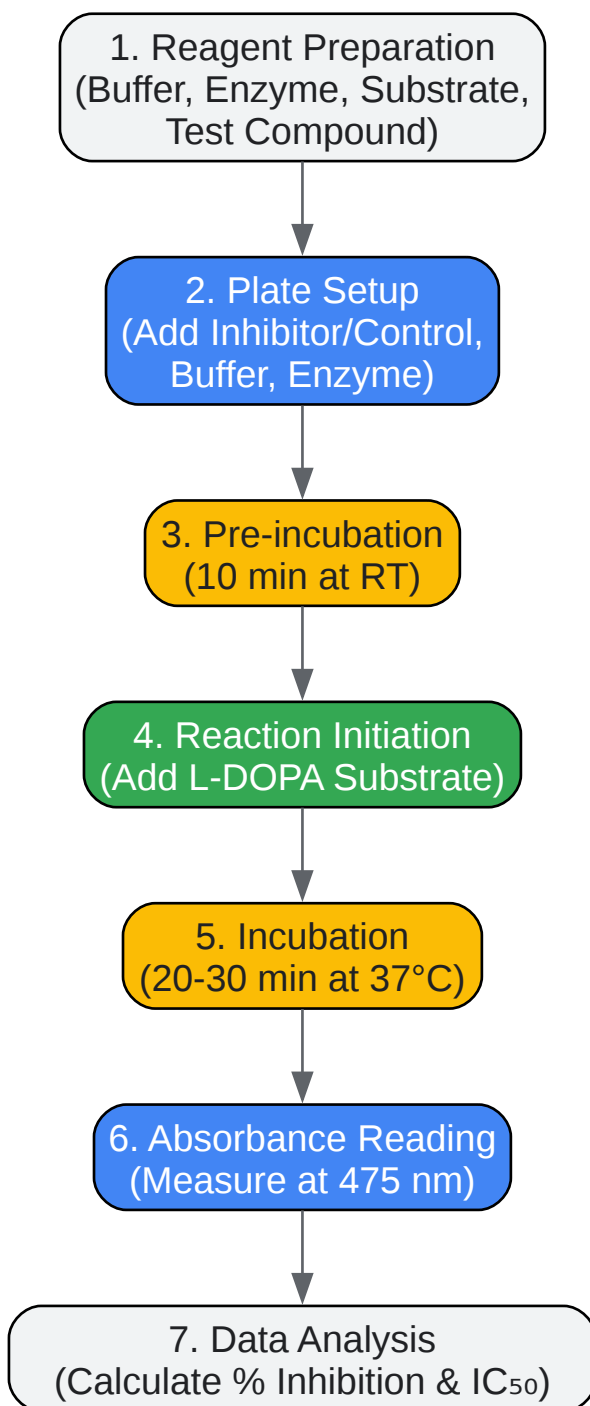 1. Reagent Preparation
(Buffer, Enzyme, Substrate,
Test Compound)
2. Plate Setup
(Add Inhibitor/Control,
Buffer, Enzyme)
3. Pre-incubation
(10 min at RT)
4. Reaction Initiation
(Add L-DOPA Substrate)
5. Incubation
(20-30 min at 37°C)
6. Absorbance Reading
(Measure at 475 nm)
7. Data Analysis
(Calculate % Inhibition & IC₅₀)